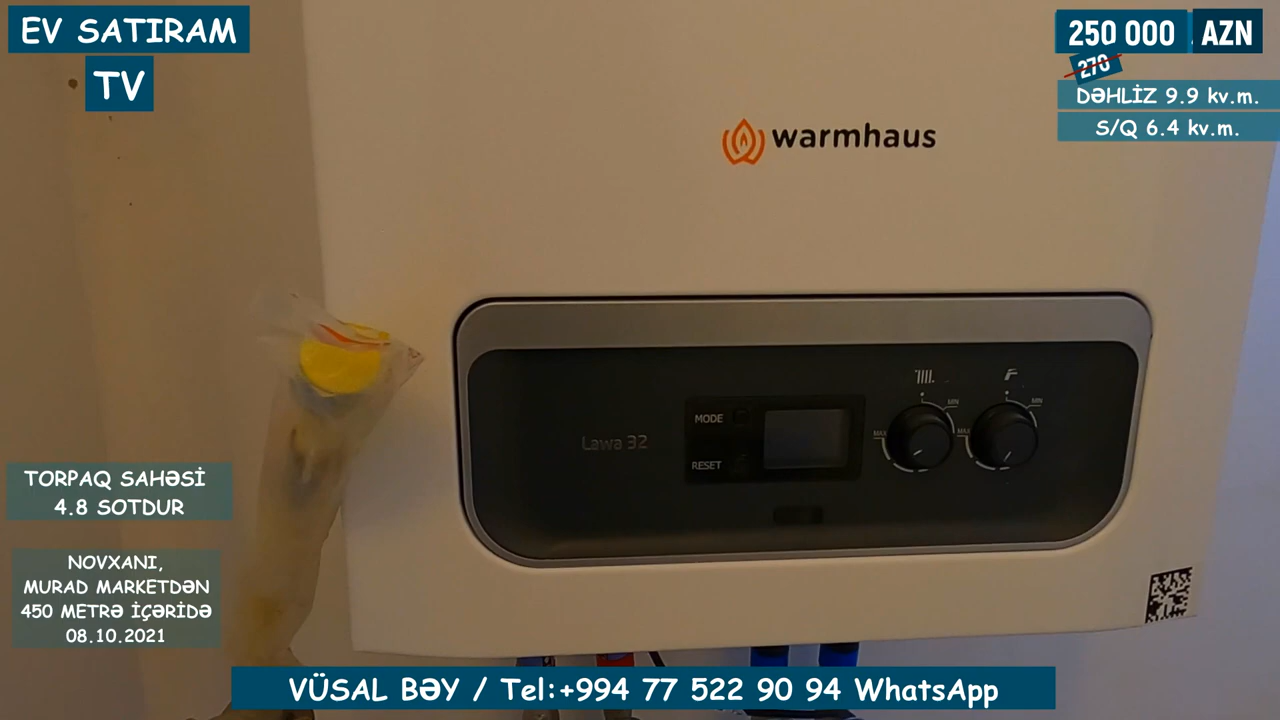 EV SATIRAM
TV
250 000 AZN
270
DƏHLİZ 9.9 kv.m.
S/Q 6.4 kv.m.
warmhaus
MODE
RESET
Lawa 32
MIN
MAX
MIN
MAX
TORPAQ SAHƏSİ
4.8 SOTDUR
NOVXANI,
MURAD MARKETDƏN
450 METRƏ İÇƏRİDƏ
08.10.2021
VÜSAL BƏY / Tel:+994 77 522 90 94 WhatsApp